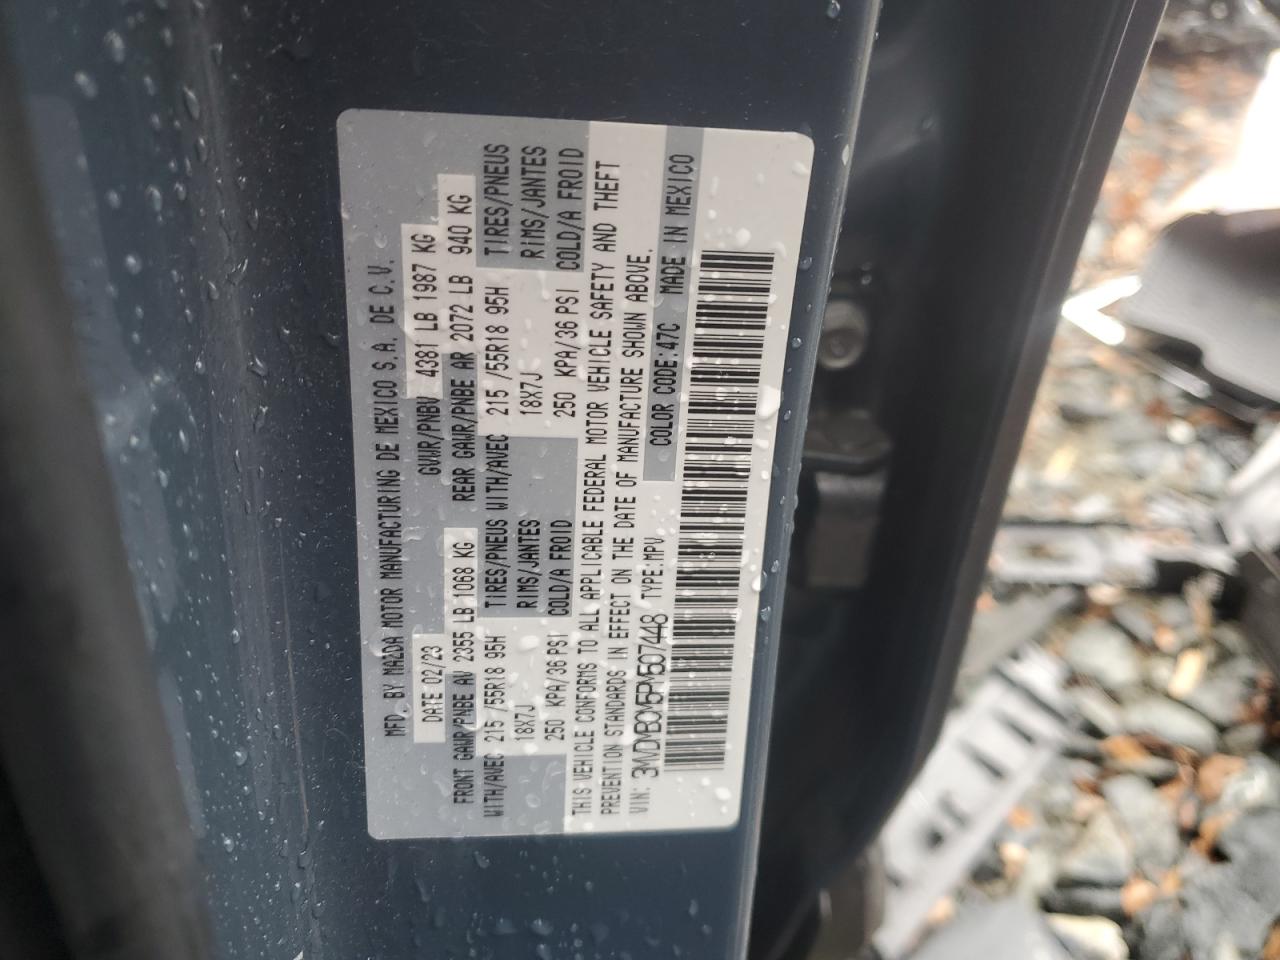 MFD. BY MAZDA MOTOR MANUFACTURING DE MEXICO S.A. DE C.V.
DATE 02/23 GVWR/PNBV 4381 LB 1987 KG
FRONT GAWR/PNBE AV 2355 LB 1068 KG REAR GAWR/PNBE AR 2072 LB 940 KG
WITH/AVEC 215 /55R18 95H TIRES/PNEUS WITH/AVEC 215 /55R18 95H TIRES/PNEUS
18X7J RIMS/JANTES 18X7J RIMS/JANTES
250 KPA/36 PSI COLD/A FROID 250 KPA/36 PSI COLD/A FROID
THIS VEHICLE CONFORMS TO ALL APPLICABLE FEDERAL MOTOR VEHICLE SAFETY AND THEFT
PREVENTION STANDARDS IN EFFECT ON THE DATE OF MANUFACTURE SHOWN ABOVE.
VIN: 3MVDMBCM5PM507448 TYPE:MPV COLOR CODE:47C MADE IN MEXICO